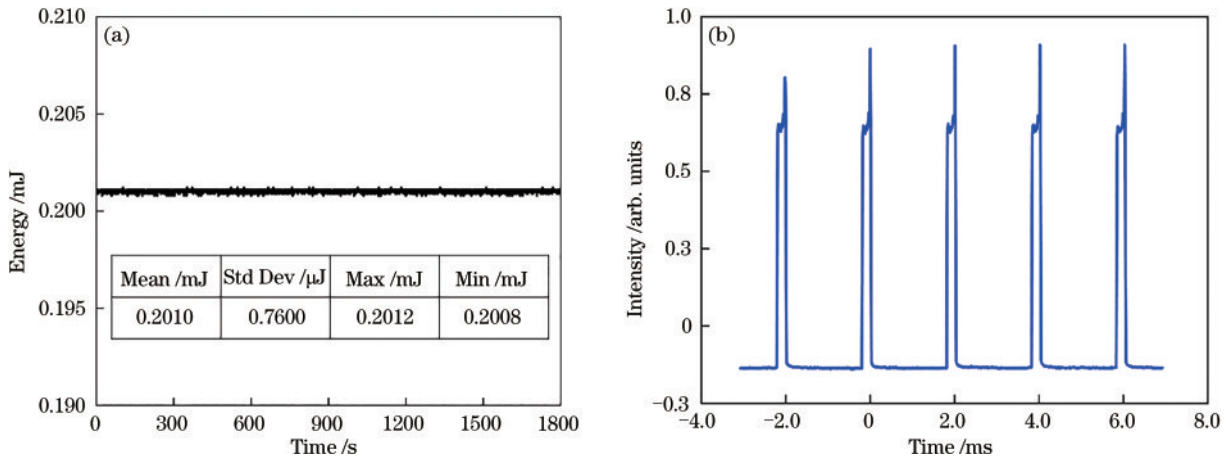 (a)
0.210
0.205
0.200
0.195
0.190
Energy /mJ
Mean /mJ Std Dev /μJ Max /mJ Min /mJ
0.2010 0.7600 0.2012 0.2008
0 300 600 900 1200 1500 1800
Time /s
(b)
1.0
0.8
0.5
0.3
0
−0.3
Intensity /arb. units
−4.0 −2.0 0 2.0 4.0 6.0 8.0
Time /ms